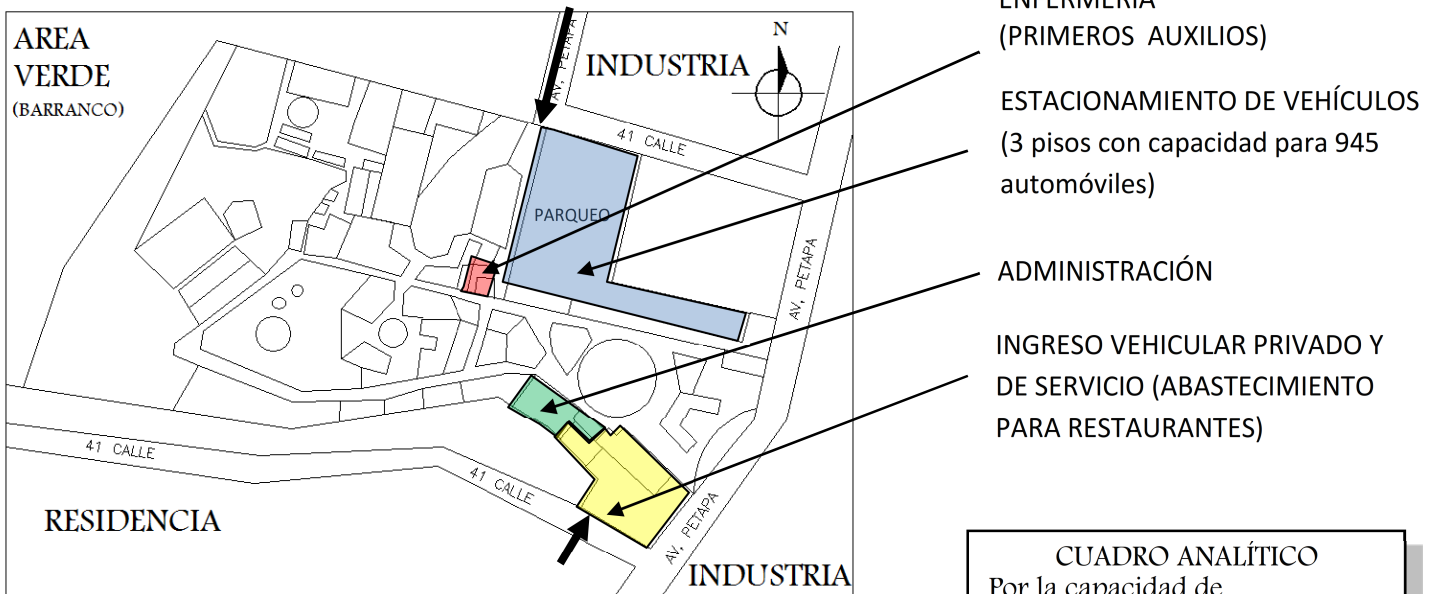 AREA
VERDE
(BARRANCO)
AV, PETAPA
INDUSTRIA
N
41 CALLE
PARQUEO
AV, PETAPA
41 CALLE
41 CALLE
AV, PETAPA
RESIDENCIA
INDUSTRIA
ENFERMERÍA
(PRIMEROS AUXILIOS)
ESTACIONAMIENTO DE VEHÍCULOS
(3 pisos con capacidad para 945
automóviles)
ADMINISTRACIÓN
INGRESO VEHICULAR PRIVADO Y
DE SERVICIO (ABASTECIMIENTO
PARA RESTAURANTES)
CUADRO ANALÍTICO
Por la capacidad de